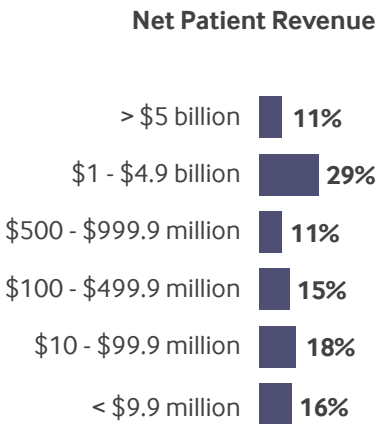 Net Patient Revenue
> $5 billion 11%
$1 - $4.9 billion 29%
$500 - $999.9 million 11%
$100 - $499.9 million 15%
$10 - $99.9 million 18%
< $9.9 million 16%